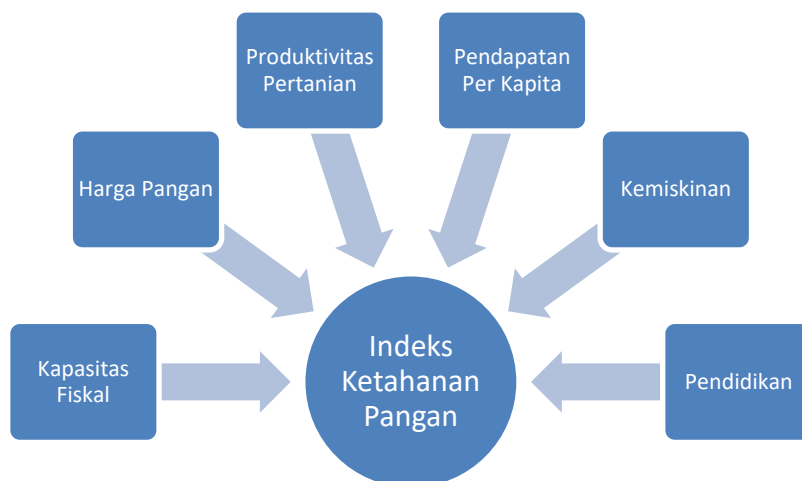 Produktivitas
Pertanian
Pendapatan
Per Kapita
Harga Pangan
Kemiskinan
Kapasitas
Fiskal
Indeks
Ketahanan
Pangan
Pendidikan